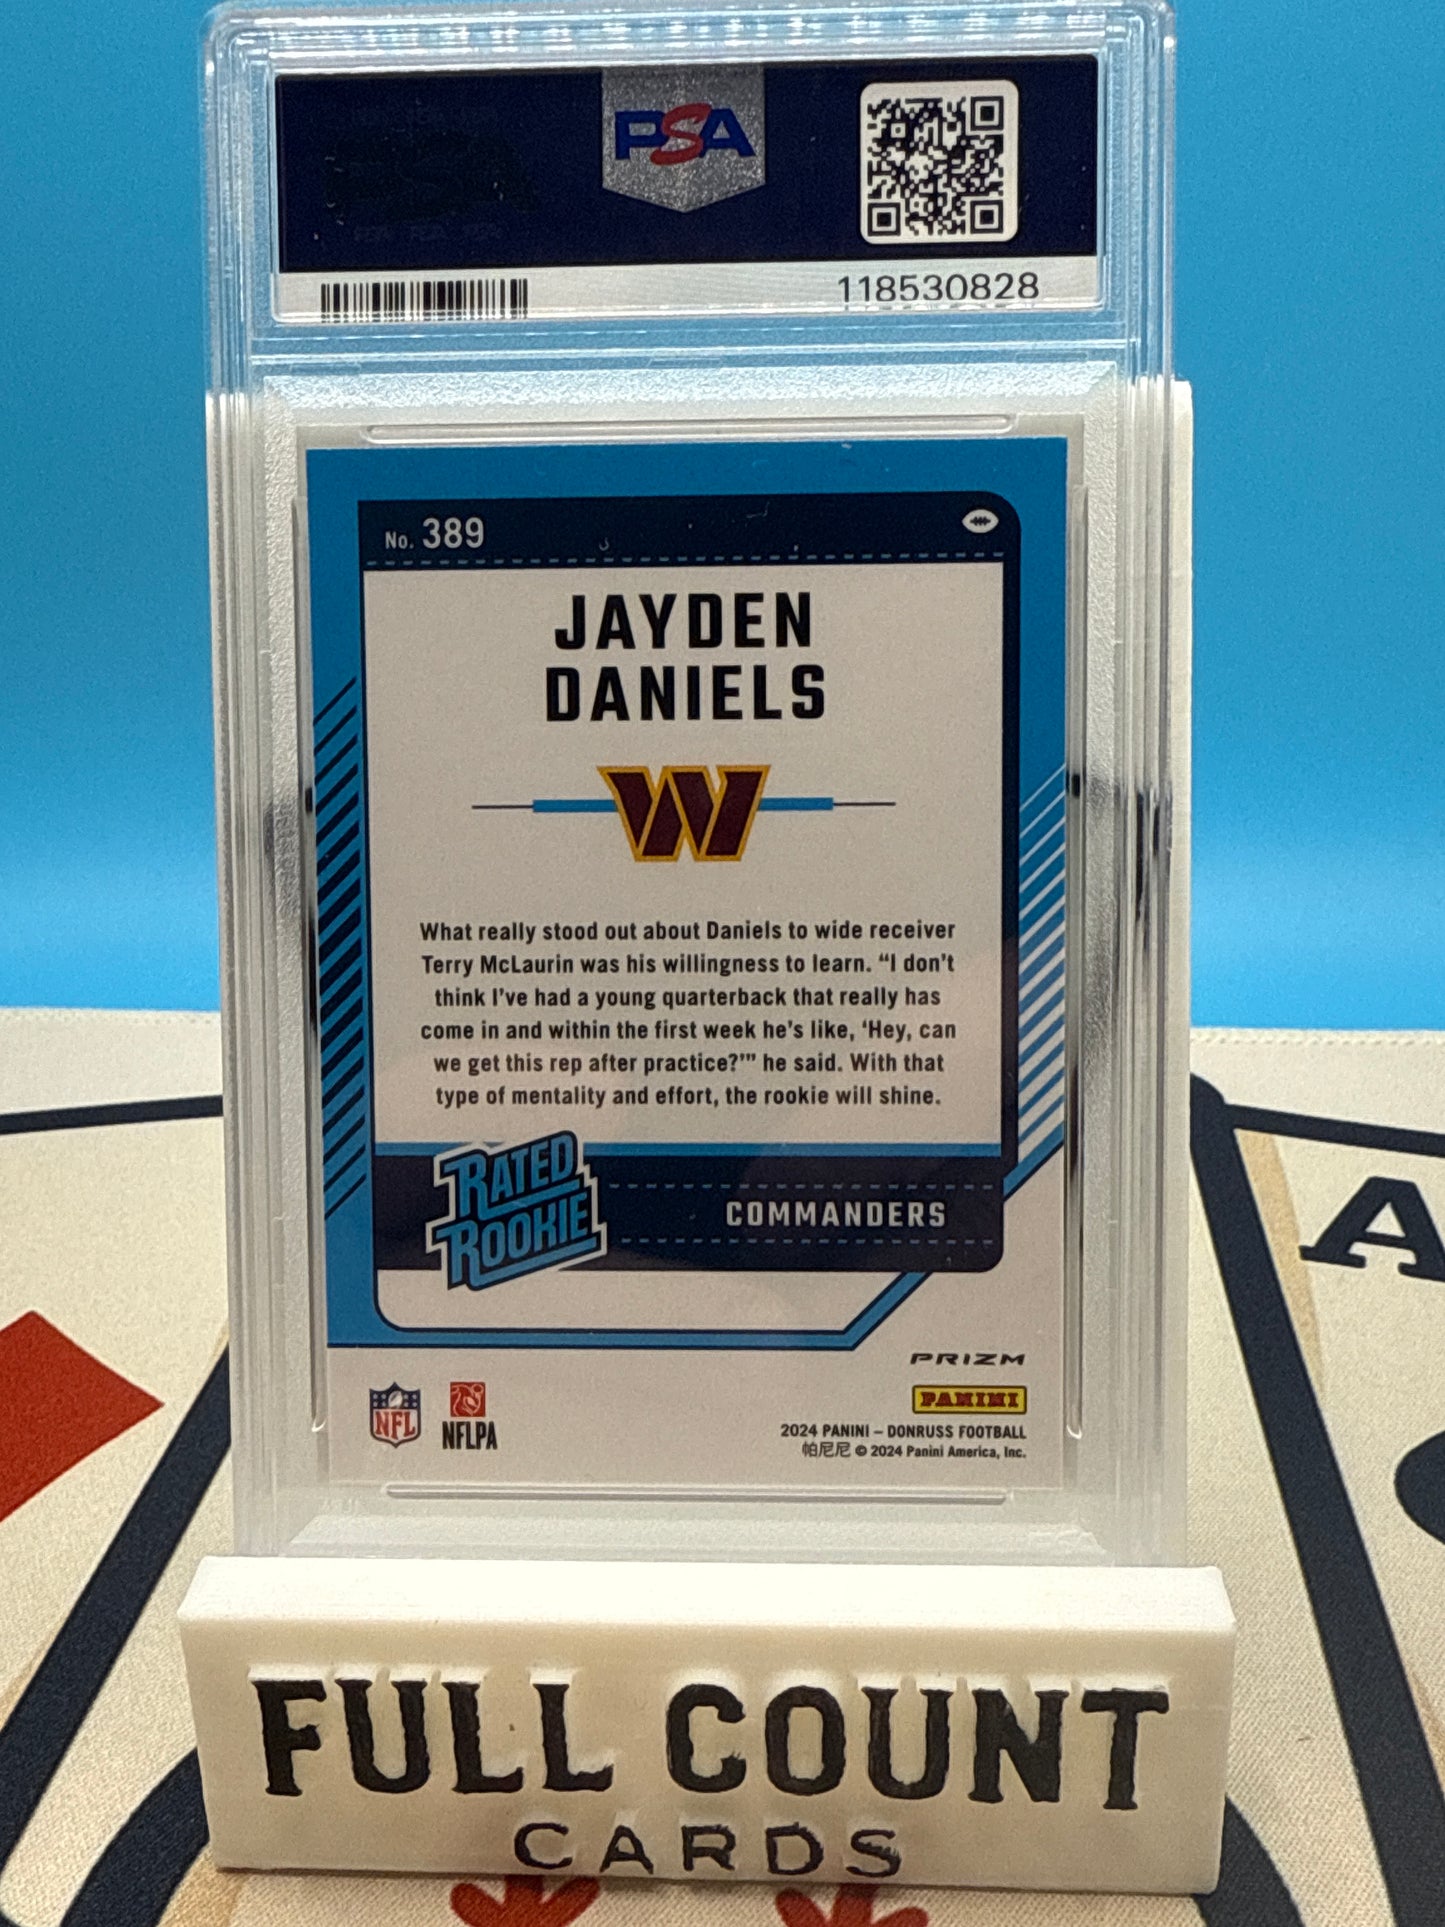 PSA
118530828
No. 389
JAYDEN
DANIELS
W
What really stood out about Daniels to wide receiver
Terry McLaurin was his willingness to learn. “I don't
think I've had a young quarterback that really has
come in and within the first week he's like, ‘Hey, can
we get this rep after practice?’” he said. With that
type of mentality and effort, the rookie will shine.
RATED
ROOKIE
COMMANDERS
PRIZM
PANINI
NFL
NFLPA
2024 PANINI – DONRUSS FOOTBALL
帕尼尼 © 2024 Panini America, Inc.
A
FULL COUNT
CARDS